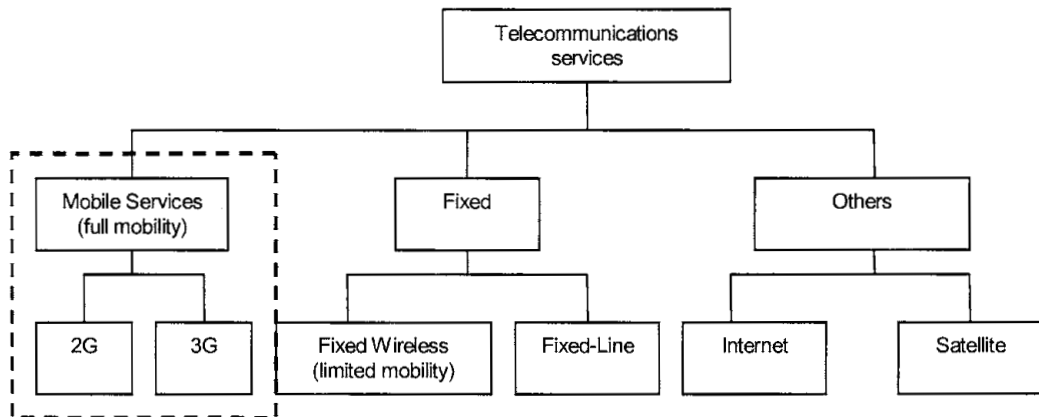 Telecommunications
services
Mobile Services
(full mobility)
Fixed
Others
2G
3G
Fixed Wireless
(limited mobility)
Fixed-Line
Internet
Satellite